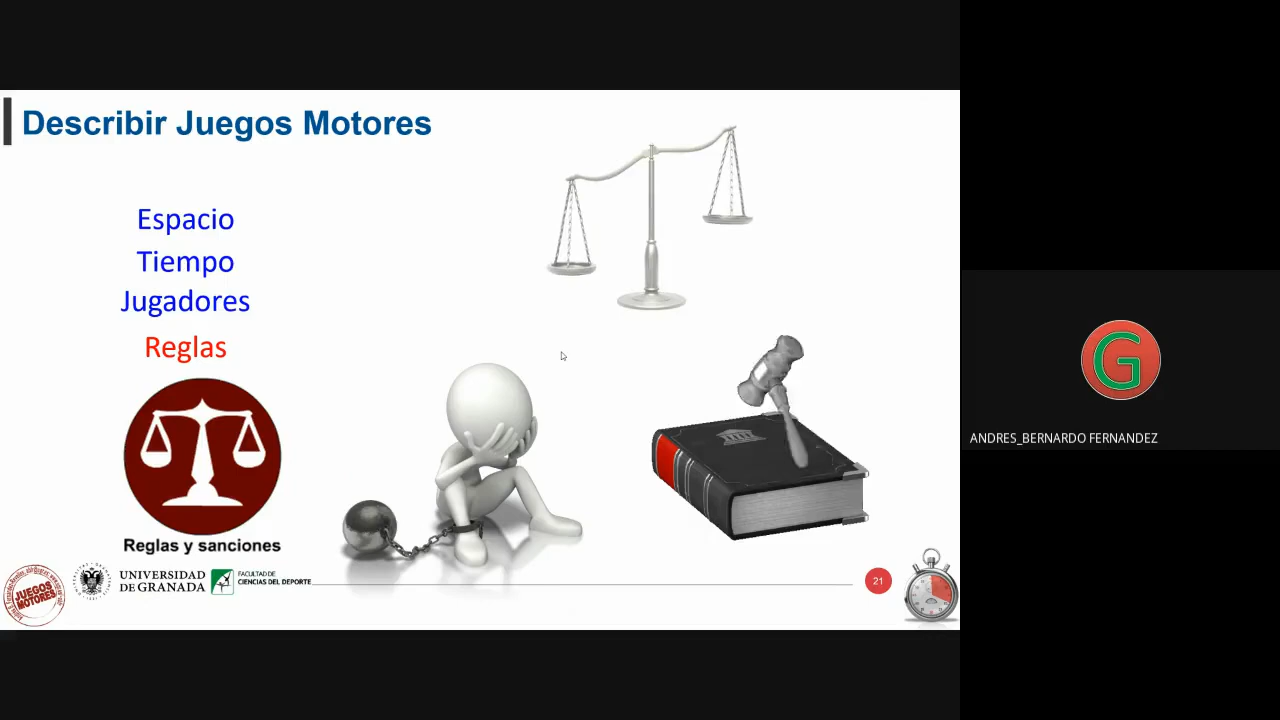 Describir Juegos Motores
Espacio
Tiempo
Jugadores
Reglas
Reglas y sanciones
JUEGOS
MOTORES
UNIVERSIDAD
DE GRANADA
FACULTAD DE
CIENCIAS DEL DEPORTE
21
G
ANDRES_BERNARDO FERNANDEZ